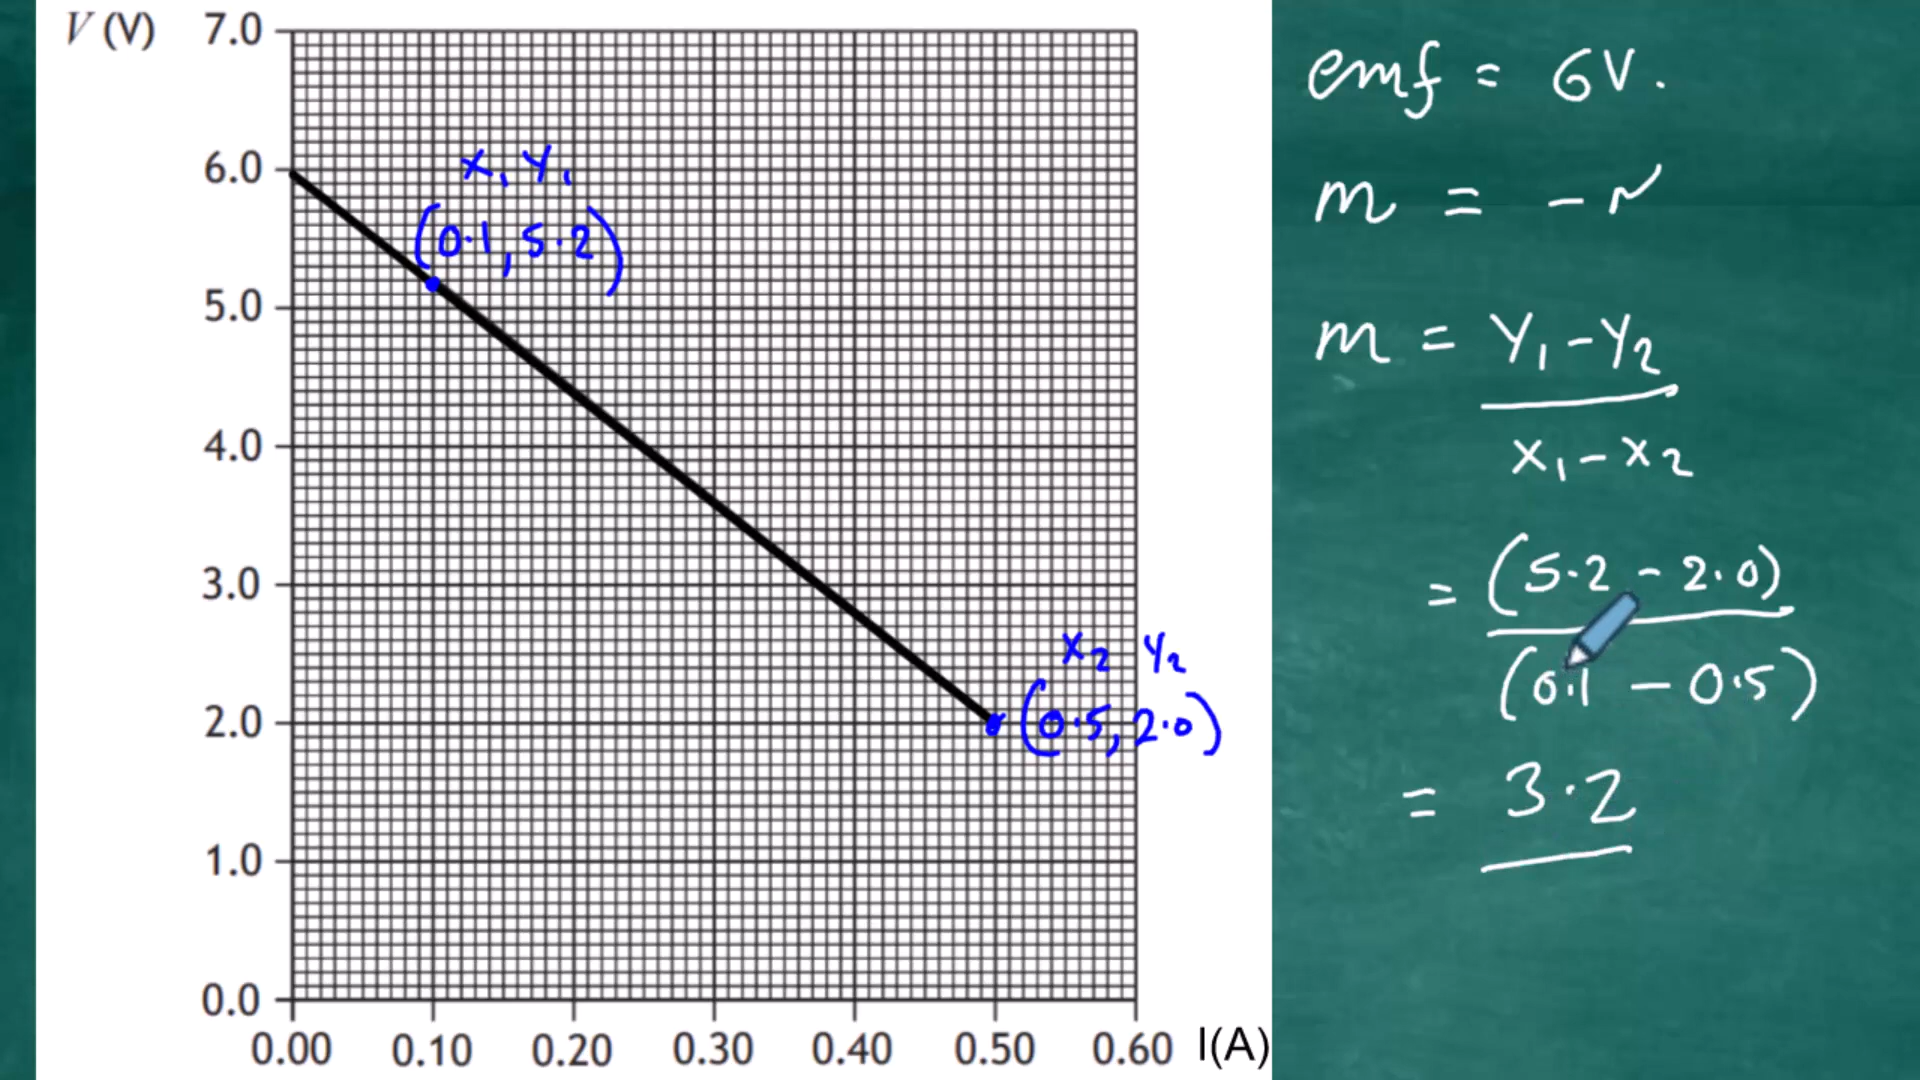 V (V)
7.0
6.0
5.0
4.0
3.0
2.0
1.0
0.0
0.00 0.10 0.20 0.30 0.40 0.50 0.60 I(A)
x₁ y₁
(0.1, 5.2)
x₂ y₂
(0.5, 2.0)
emf = 6V.
m = -r
m = y₁-y₂
x₁-x₂
= (5.2 - 2.0)
(0.1 - 0.5)
= 3.2